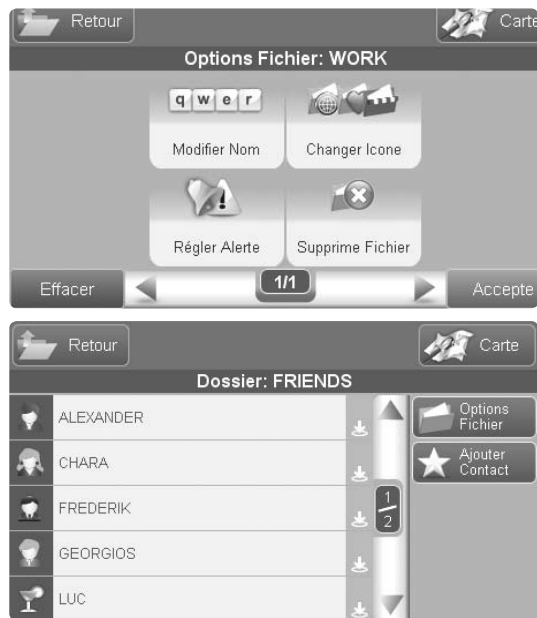 Retour
Carte
Options Fichier: WORK
q w e r
Modifier Nom
Changer Icone
Régler Alerte
Supprime Fichier
Effacer
1/1
Accepte
Retour
Carte
Dossier: FRIENDS
ALEXANDER
Options
Fichier
CHARA
Ajouter
Contact
FREDERIK
1
2
GEORGIOS
LUC